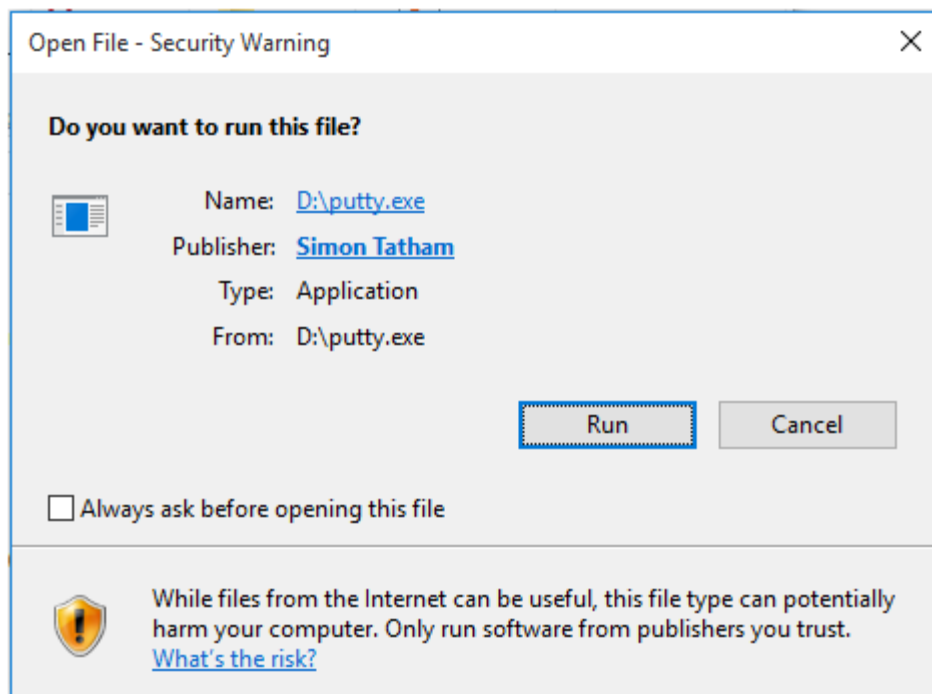 Open File - Security Warning
Do you want to run this file?
Name: D:\putty.exe
Publisher: Simon Tatham
Type: Application
From: D:\putty.exe
Run Cancel
Always ask before opening this file
While files from the Internet can be useful, this file type can potentially
harm your computer. Only run software from publishers you trust.
What's the risk?